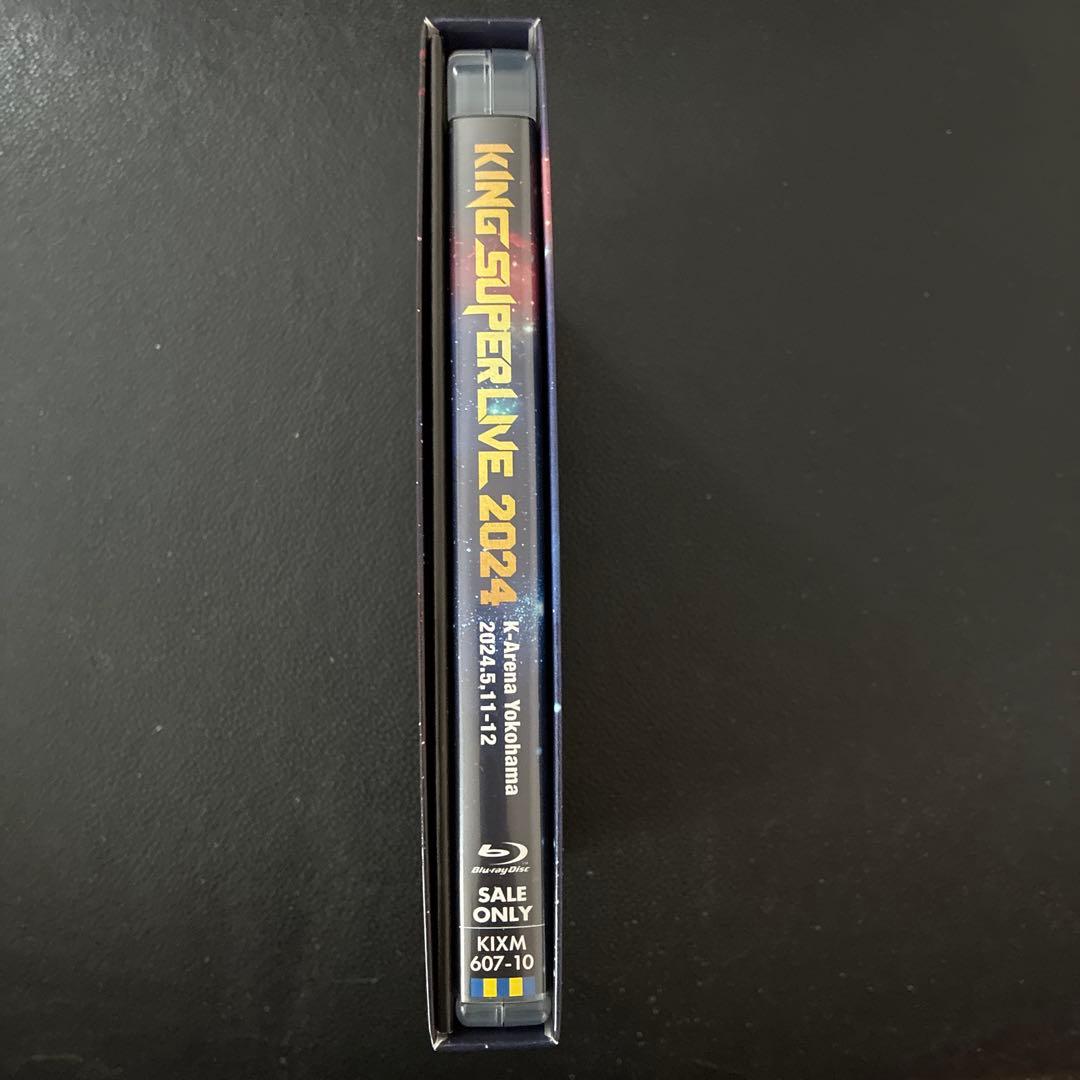 KING SUPER LIVE 2024
K-Arena Yokohama
2024.5,11-12
Blu-ray Disc
SALE
ONLY
KIXM
607-10